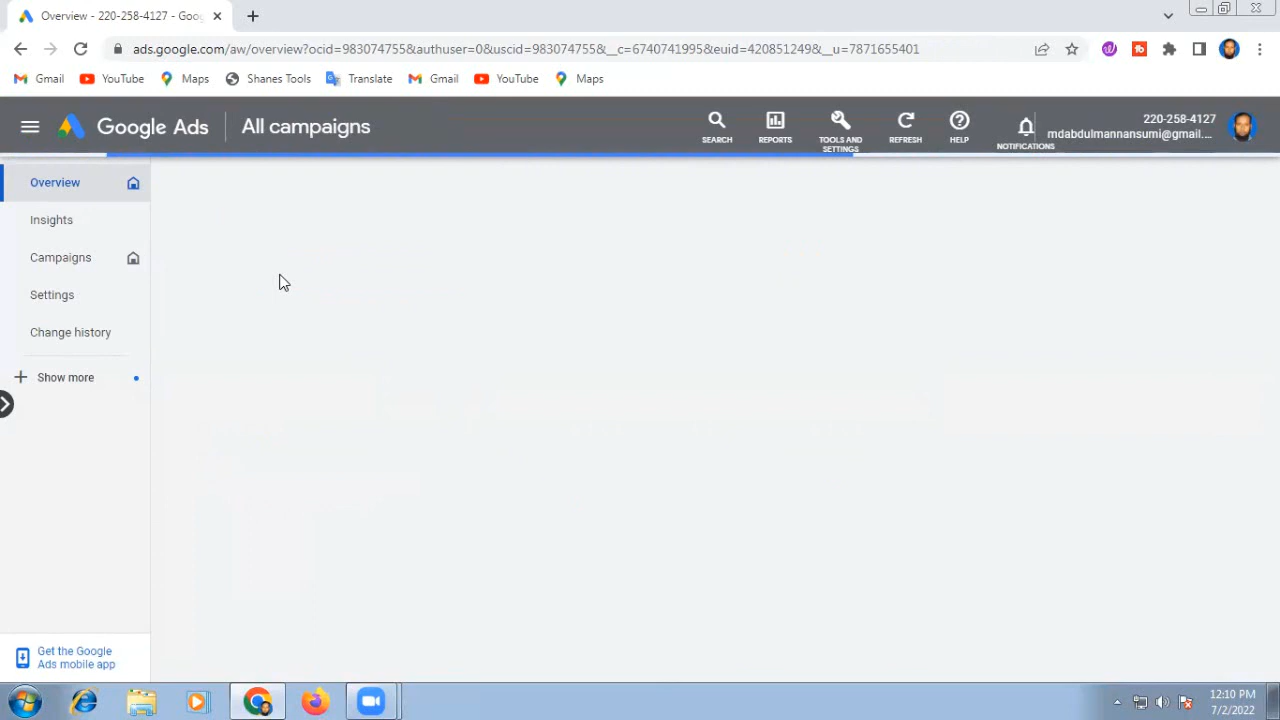 Overview - 220-258-4127 - Goo
ads.google.com/aw/overview?ocid=983074755&authuser=0&uscid=983074755&__c=6740741995&euid=420851249&__u=7871655401
Gmail YouTube Maps Shanes Tools Translate Gmail YouTube Maps
Google Ads All campaigns
SEARCH REPORTS TOOLS AND SETTINGS REFRESH HELP NOTIFICATIONS
220-258-4127
mdabdulmannansumi@gmail....
Overview
Insights
Campaigns
Settings
Change history
Show more
Get the Google
Ads mobile app
12:10 PM
7/2/2022